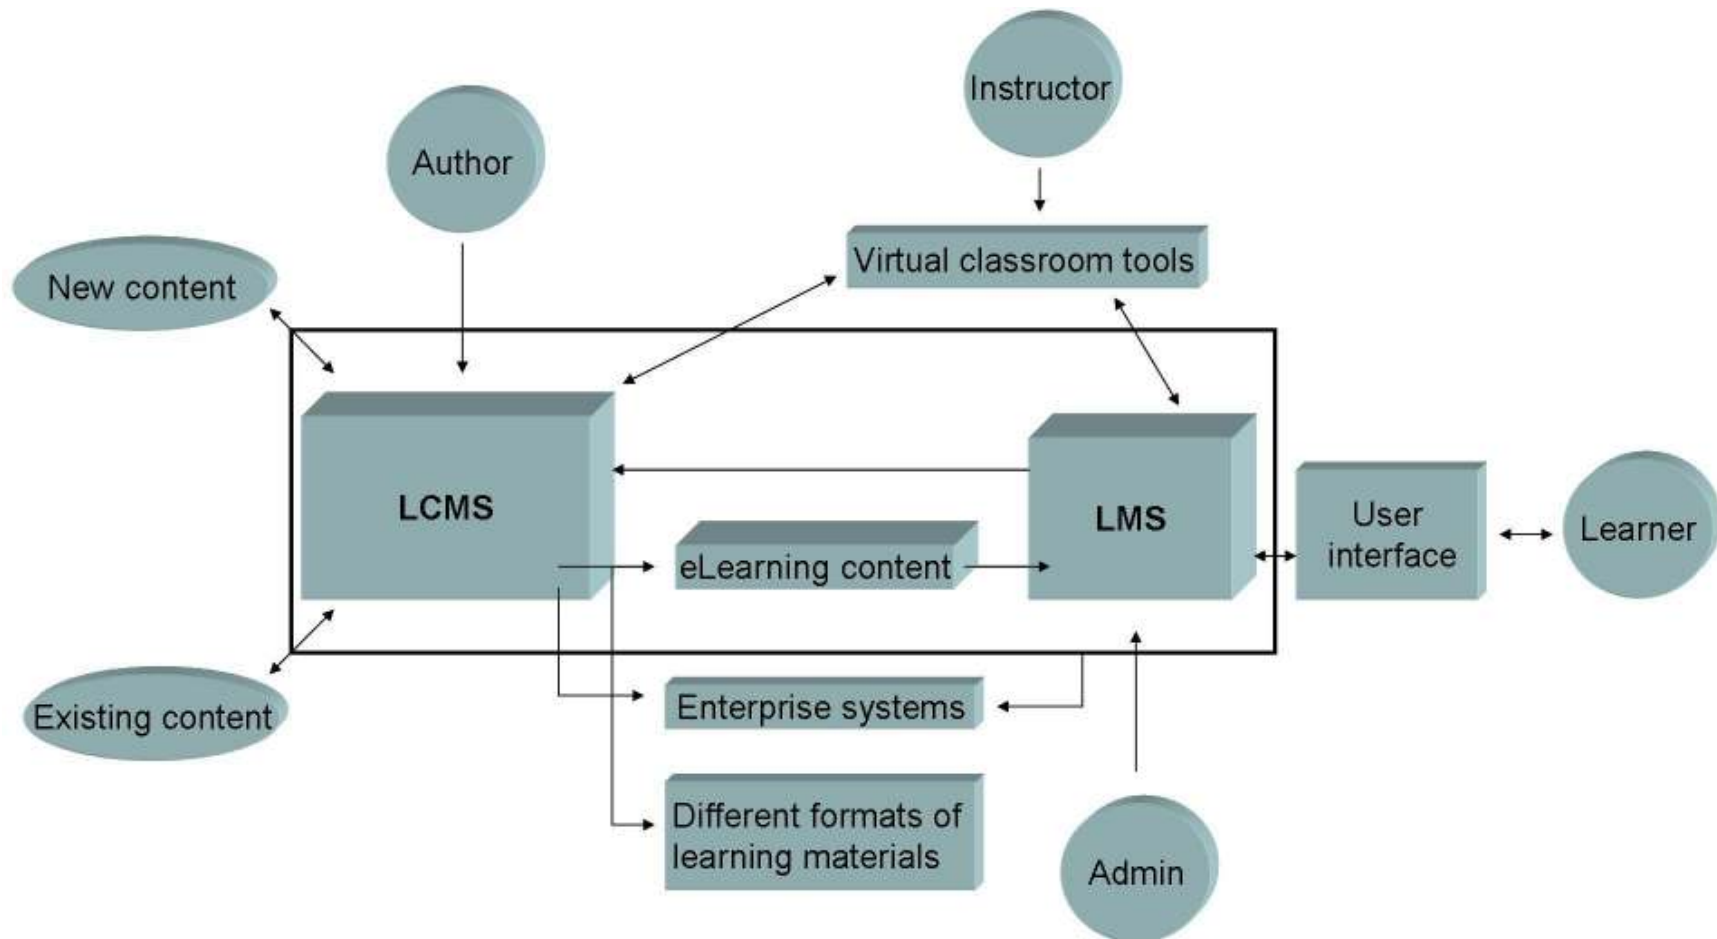 Instructor
Author
Virtual classroom tools
New content
LCMS
LMS
User
interface
Learner
eLearning content
Enterprise systems
Existing content
Different formats of
learning materials
Admin